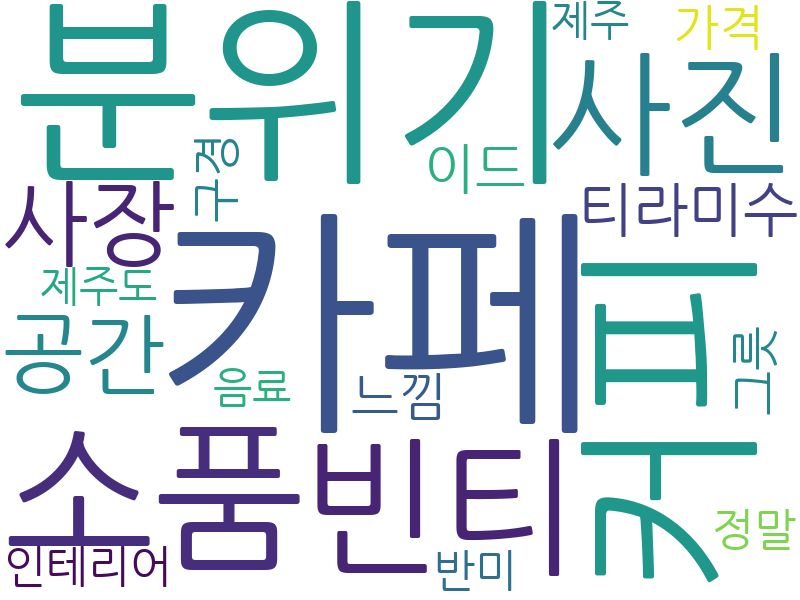 분위기
제주
가격
사진
구경
이드
사장
티라미수
카페
제주도
공간
커피
음료
느낌
그릇
소품
빈티
정말
인테리어
반미